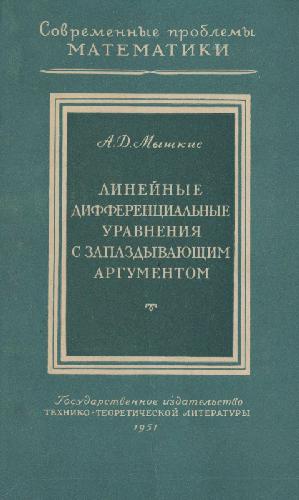 Современные проблемы
МАТЕМАТИКИ
А. Д. Мышкис
ЛИНЕЙНЫЕ
ДИФФЕРЕНЦИАЛЬНЫЕ
УРАВНЕНИЯ
С ЗАПАЗДЫВАЮЩИМ
АРГУМЕНТОМ
Государственное издательство
ТЕХНИКО-ТЕОРЕТИЧЕСКОЙ ЛИТЕРАТУРЫ
1951